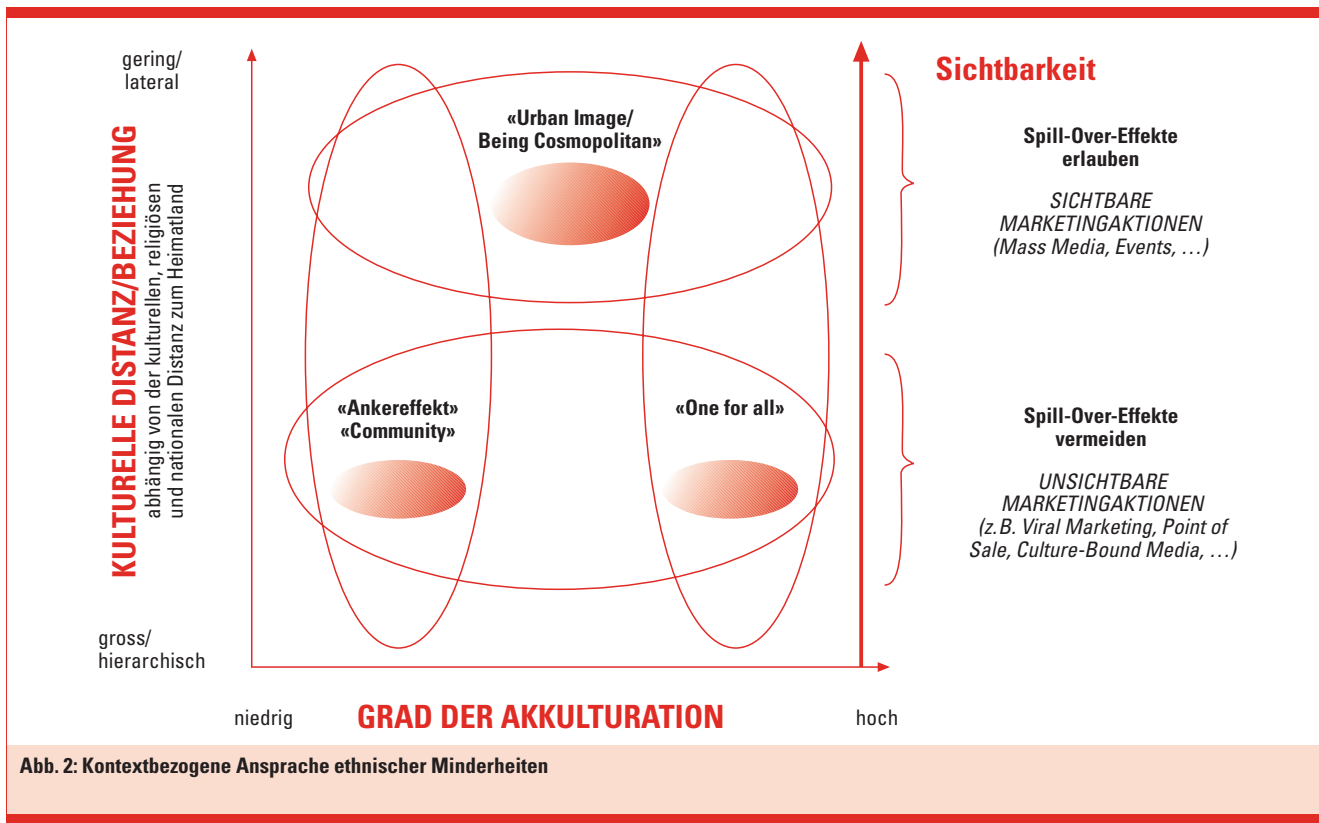 gering/
lateral
KULTURELLE DISTANZ/BEZIEHUNG
abhängig von der kulturellen, religiösen
und nationalen Distanz zum Heimatland
gross/
hierarchisch
«Urban Image/
Being Cosmopolitan»
«Ankereffekt»
«Community»
«One for all»
Sichtbarkeit
Spill-Over-Effekte
erlauben
SICHTBARE
MARKETINGAKTIONEN
(Mass Media, Events, …)
Spill-Over-Effekte
vermeiden
UNSICHTBARE
MARKETINGAKTIONEN
(z.B. Viral Marketing, Point of
Sale, Culture-Bound Media, …)
niedrig
GRAD DER AKKULTURATION
hoch
Abb. 2: Kontextbezogene Ansprache ethnischer Minderheiten